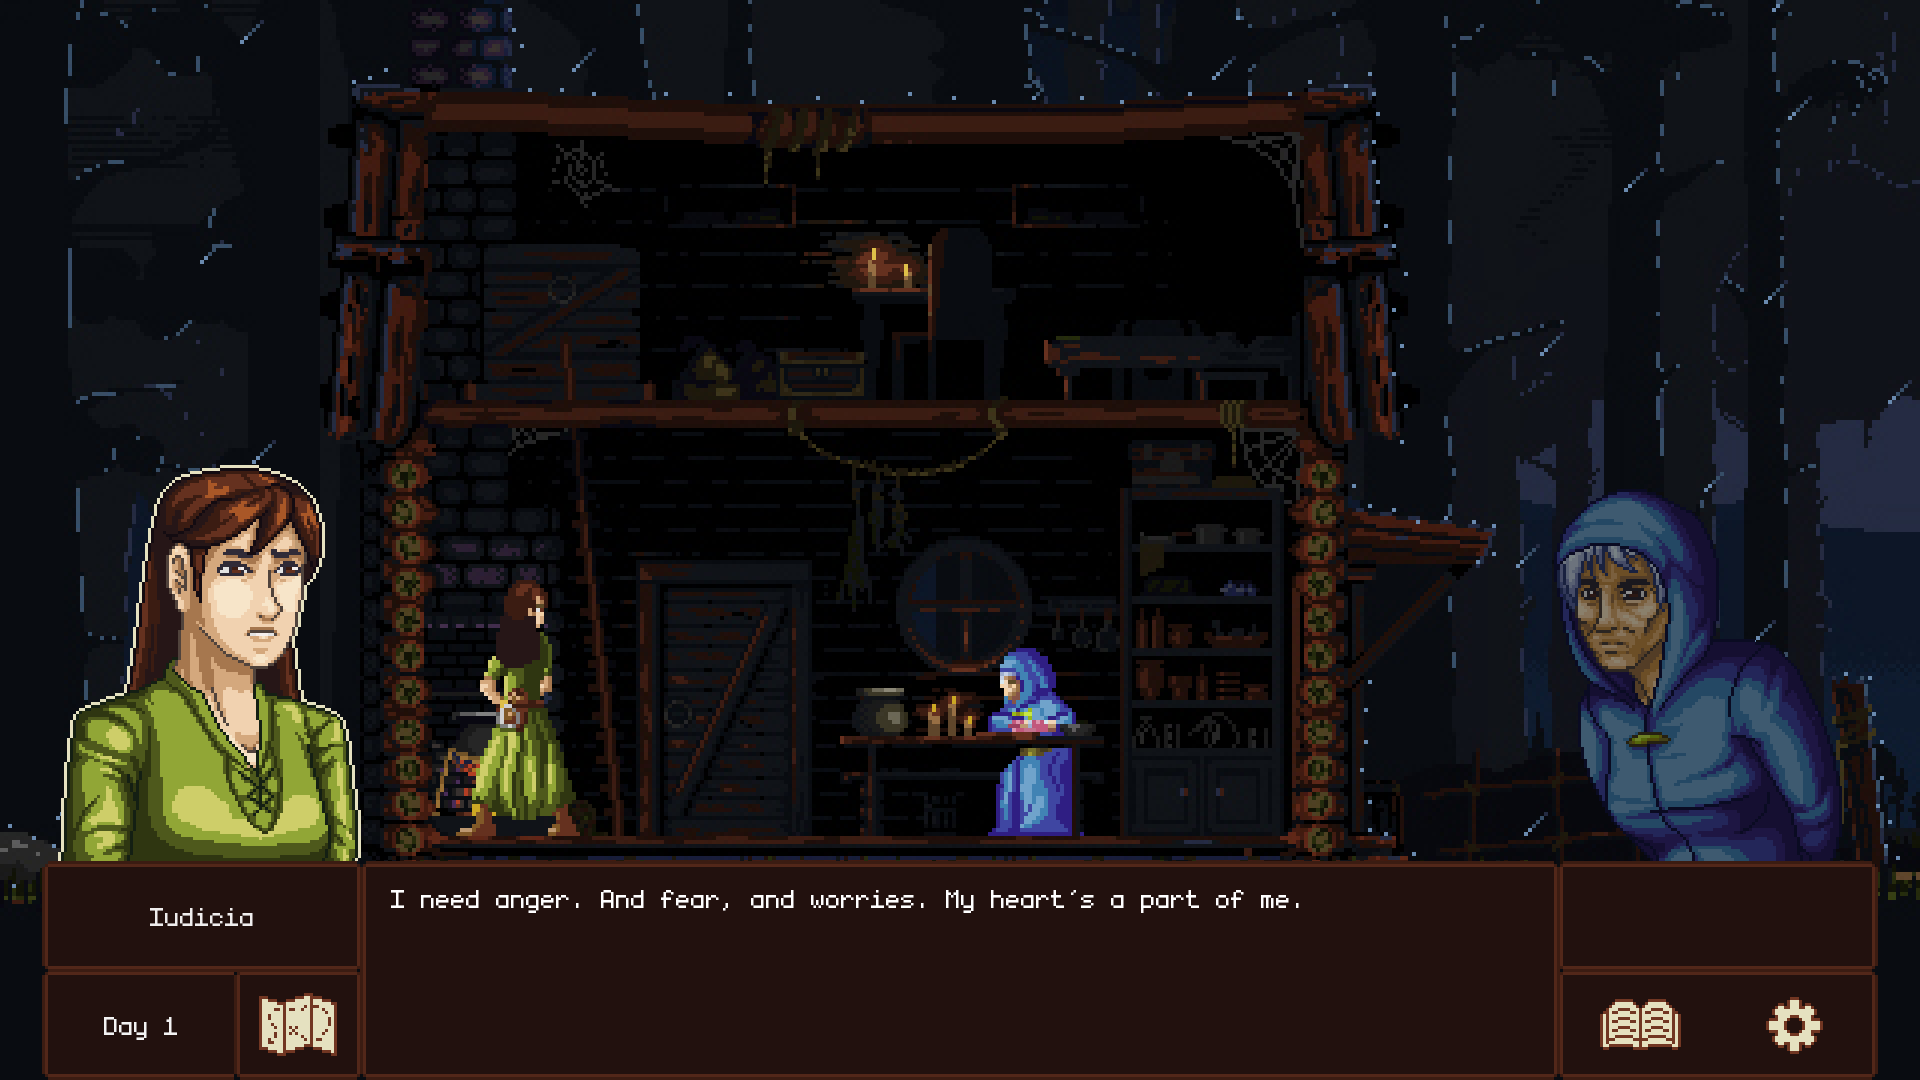 Iudicia
I need anger. And fear, and worries. My heart's a part of me.
Day 1